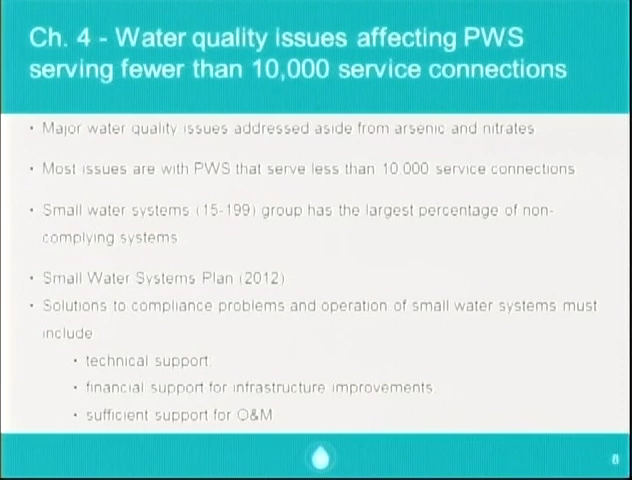 Ch. 4 - Water quality issues affecting PWS
serving fewer than 10,000 service connections
• Major water quality issues addressed aside from arsenic and nitrates
• Most issues are with PWS that serve less than 10,000 service connections
• Small water systems (15-199) group has the largest percentage of non-
complying systems
• Small Water Systems Plan (2012)
• Solutions to compliance problems and operation of small water systems must
include
• technical support
• financial support for infrastructure improvements,
• sufficient support for O&M